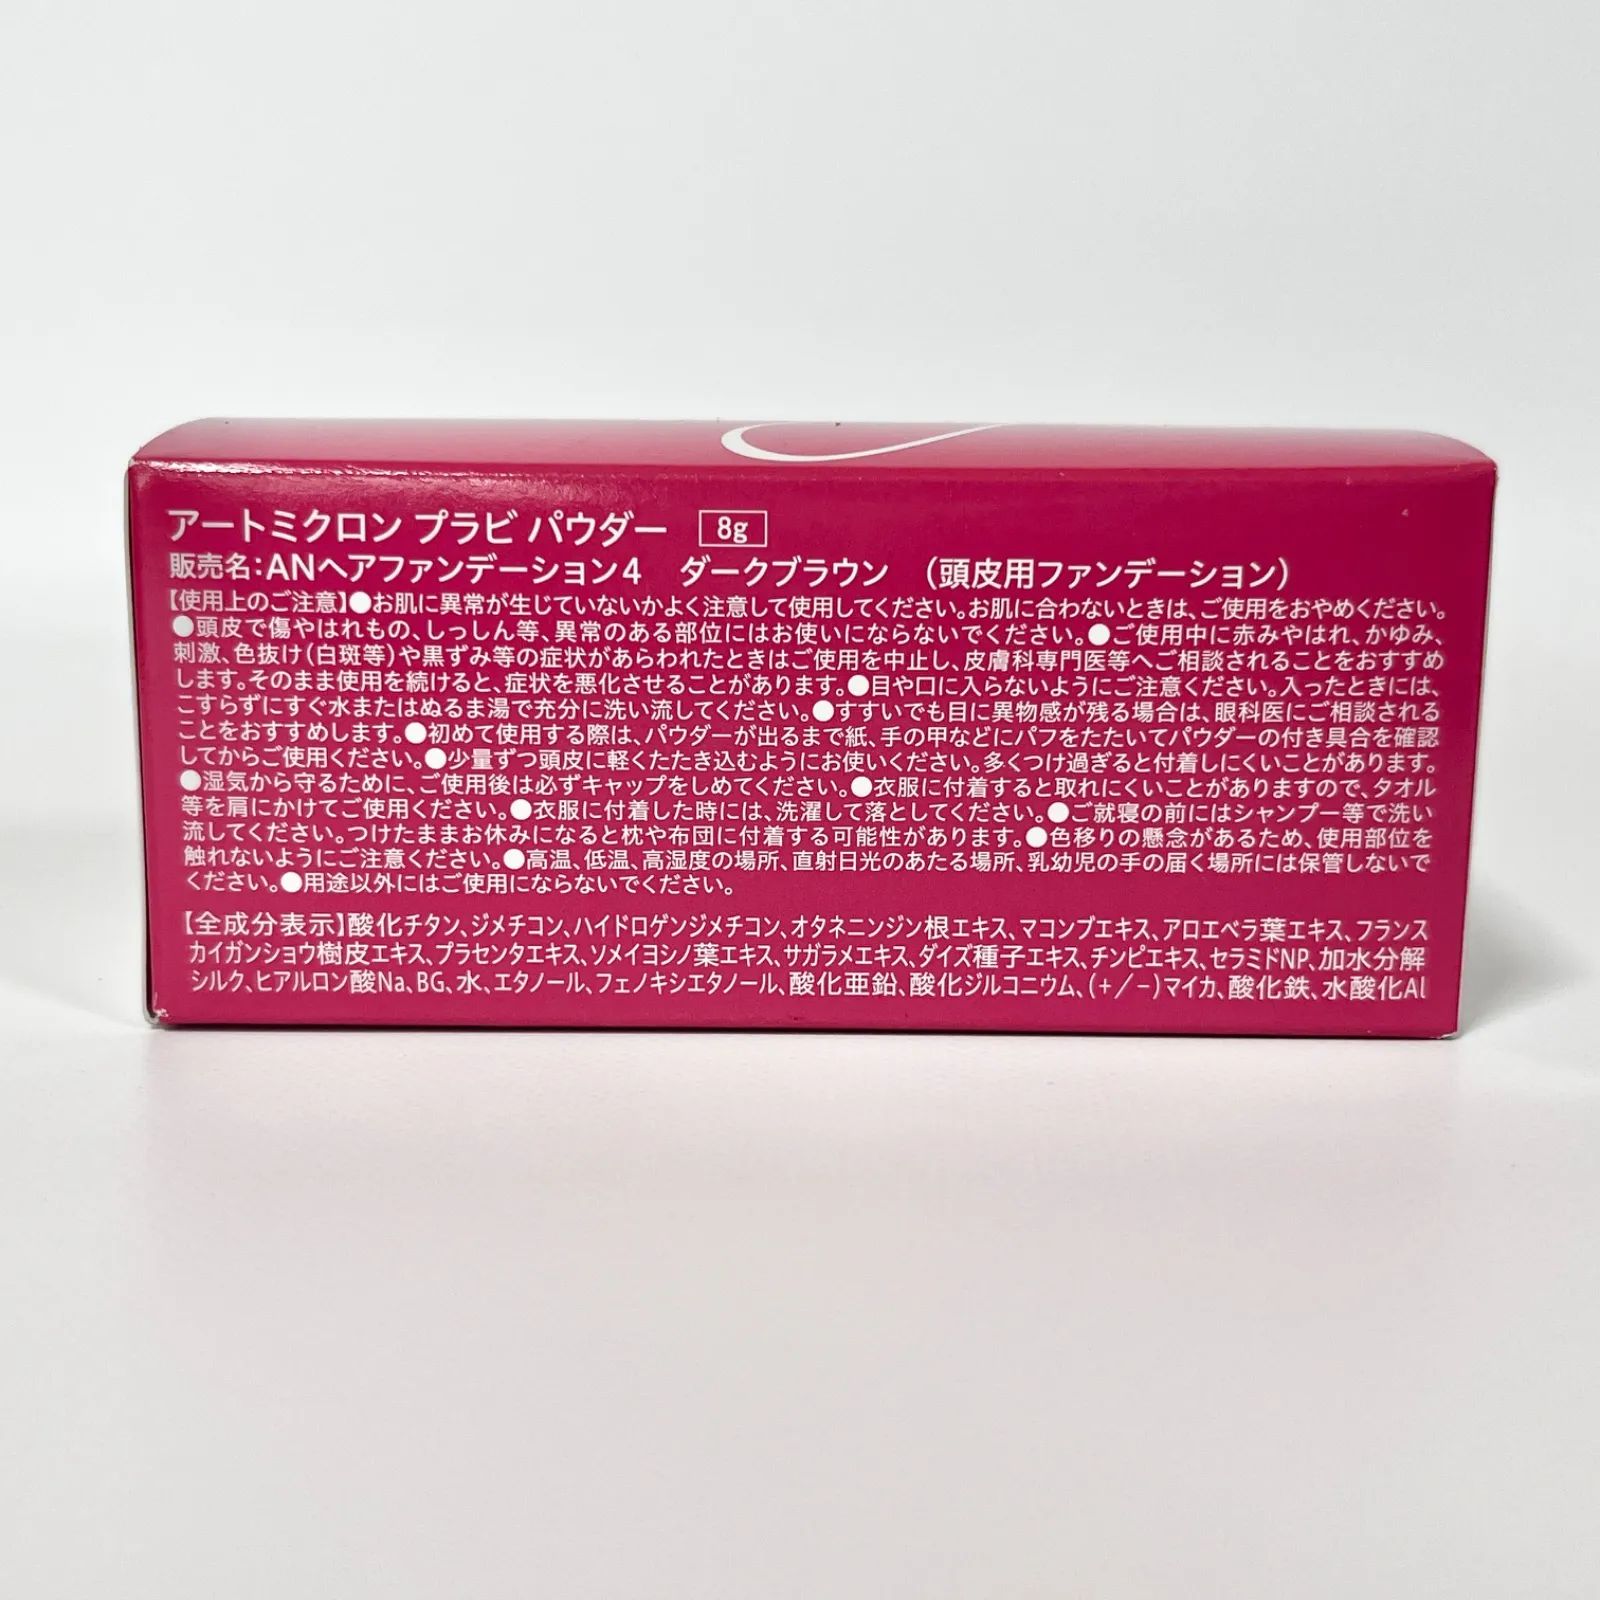 アートミクロン プラビ パウダー 8g
販売名:ANヘアファンデーション4 ダークブラウン (頭皮用ファンデーション)
【使用上のご注意】●お肌に異常が生じていないかよく注意して使用してください。お肌に合わないときは、ご使用をおやめください。
●頭皮で傷やはれもの、しっしん等、異常のある部位にはお使いにならないでください。●ご使用中に赤みやはれ、かゆみ、
刺激、色抜け(白斑等)や黒ずみ等の症状があらわれたときはご使用を中止し、皮膚科専門医等へご相談されることをおすすめ
します。そのまま使用を続けると、症状を悪化させることがあります。●目や口に入らないようにご注意ください。入ったときには、
こすらずにすぐ水またはぬるま湯で充分に洗い流してください。●すすいでも目に異物感が残る場合は、眼科医にご相談される
ことをおすすめします。●初めて使用する際は、パウダーが出るまで紙、手の甲などにパフをたたいてパウダーの付き具合を確認
してからご使用ください。●少量ずつ頭皮に軽くたたき込むようにお使いください。多くつけ過ぎると付着しにくいことがあります。
●湿気から守るために、ご使用後は必ずキャップをしめてください。●衣服に付着すると取れにくいことがありますので、タオル
等を肩にかけてご使用ください。●衣服に付着した時には、洗濯して落としてください。●ご就寝の前にはシャンプー等で洗い
流してください。つけたままお休みになると枕や布団に付着する可能性があります。●色移りの懸念があるため、使用部位を
触れないようにご注意ください。●高温、低温、高湿度の場所、直射日光のあたる場所、乳幼児の手の届く場所には保管しないで
ください。●用途以外にはご使用にならないでください。
【全成分表示】酸化チタン、ジメチコン、ハイドロゲンジメチコン、オタネニンジン根エキス、マコンブエキス、アロエベラ葉エキス、フランス
カイガンショウ樹皮エキス、プラセンタエキス、ソメイヨシノ葉エキス、サガラメエキス、ダイズ種子エキス、チンピエキス、セラミドNP、加水分解
シルク、ヒアルロン酸Na、BG、水、エタノール、フェノキシエタノール、酸化亜鉛、酸化ジルコニウム、(+/−)マイカ、酸化鉄、水酸化Al